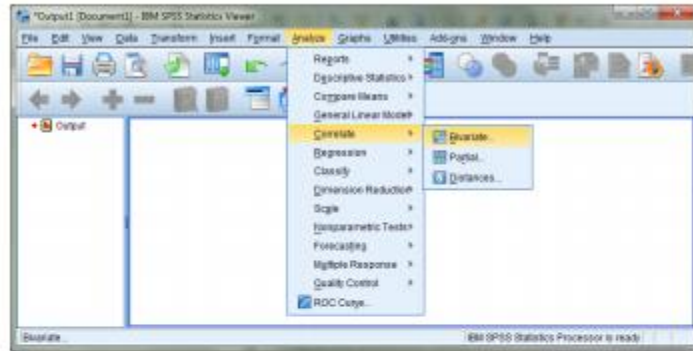 *Output1 [Document1] - IBM SPSS Statistics Viewer
File Edit View Data Transform Insert Format Analyze Graphs Utilities Add-ons Window Help
Reports
Descriptive Statistics
Compare Means
General Linear Model
Correlate
Regression
Classify
Dimension Reduction
Scale
Nonparametric Tests
Forecasting
Multiple Response
Quality Control
ROC Curve...
Bivariate...
Partial...
Distances...
Output
Bivariate...
IBM SPSS Statistics Processor is ready